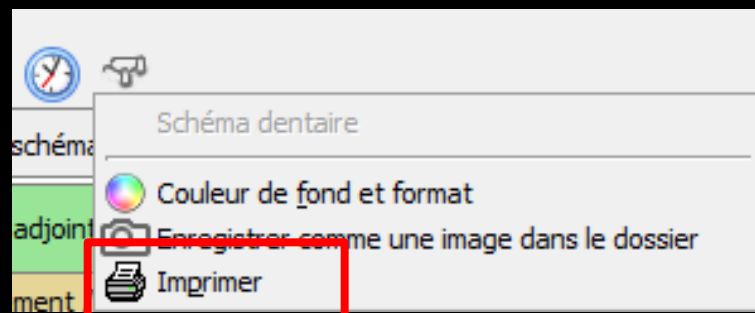 Schéma dentaire
schéma
Couleur de fond et format
adjoint
Enregistrer comme une image dans le dossier
Imprimer
ment